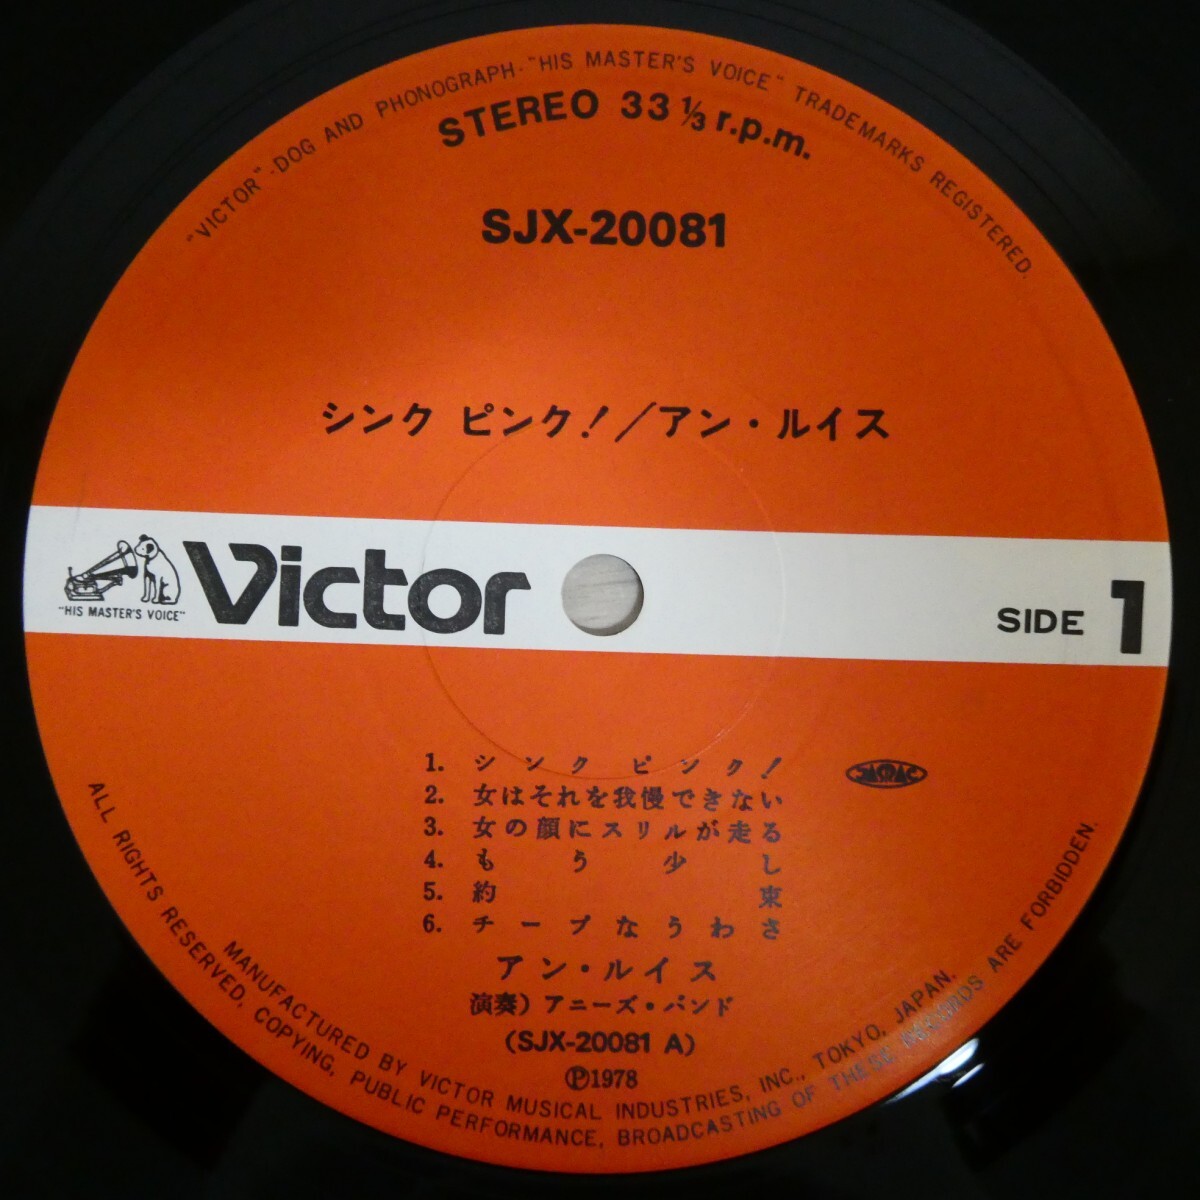 "VICTOR"-DOG AND PHONOGRAPH-"HIS MASTER'S VOICE" TRADEMARKS REGISTERED.
STEREO 33 ⅓ r.p.m.
SJX-20081
シンク ピンク!/アン・ルイス
"HIS MASTER'S VOICE"
Victor
SIDE 1
1. シンク ピンク!
2. 女はそれを我慢できない
3. 女の顔にスリルが走る
4. もう少し
5. 約束
6. チープなうわさ
JASRAC
アン・ルイス
演奏) アニーズ・バンド
(SJX-20081 A)
Ⓟ1978
MANUFACTURED BY VICTOR MUSICAL INDUSTRIES, INC., TOKYO, JAPAN.
ALL RIGHTS RESERVED, COPYING, PUBLIC PERFORMANCE, BROADCASTING OF THESE RECORDS ARE FORBIDDEN.